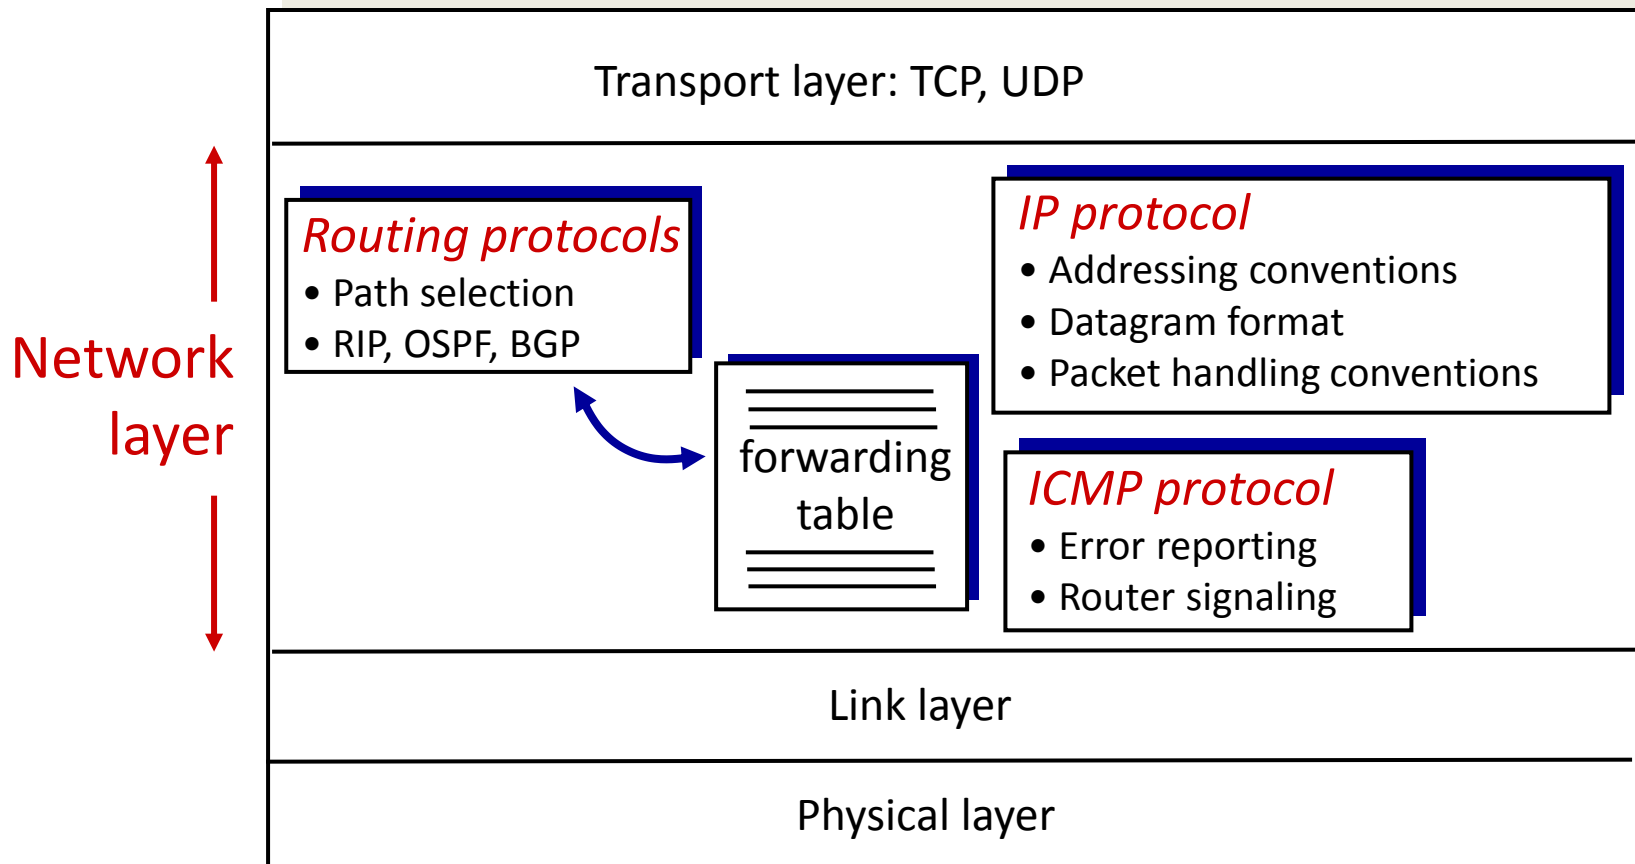 Transport layer: TCP, UDP
Network
layer
Routing protocols
• Path selection
• RIP, OSPF, BGP
forwarding
table
IP protocol
• Addressing conventions
• Datagram format
• Packet handling conventions
ICMP protocol
• Error reporting
• Router signaling
Link layer
Physical layer